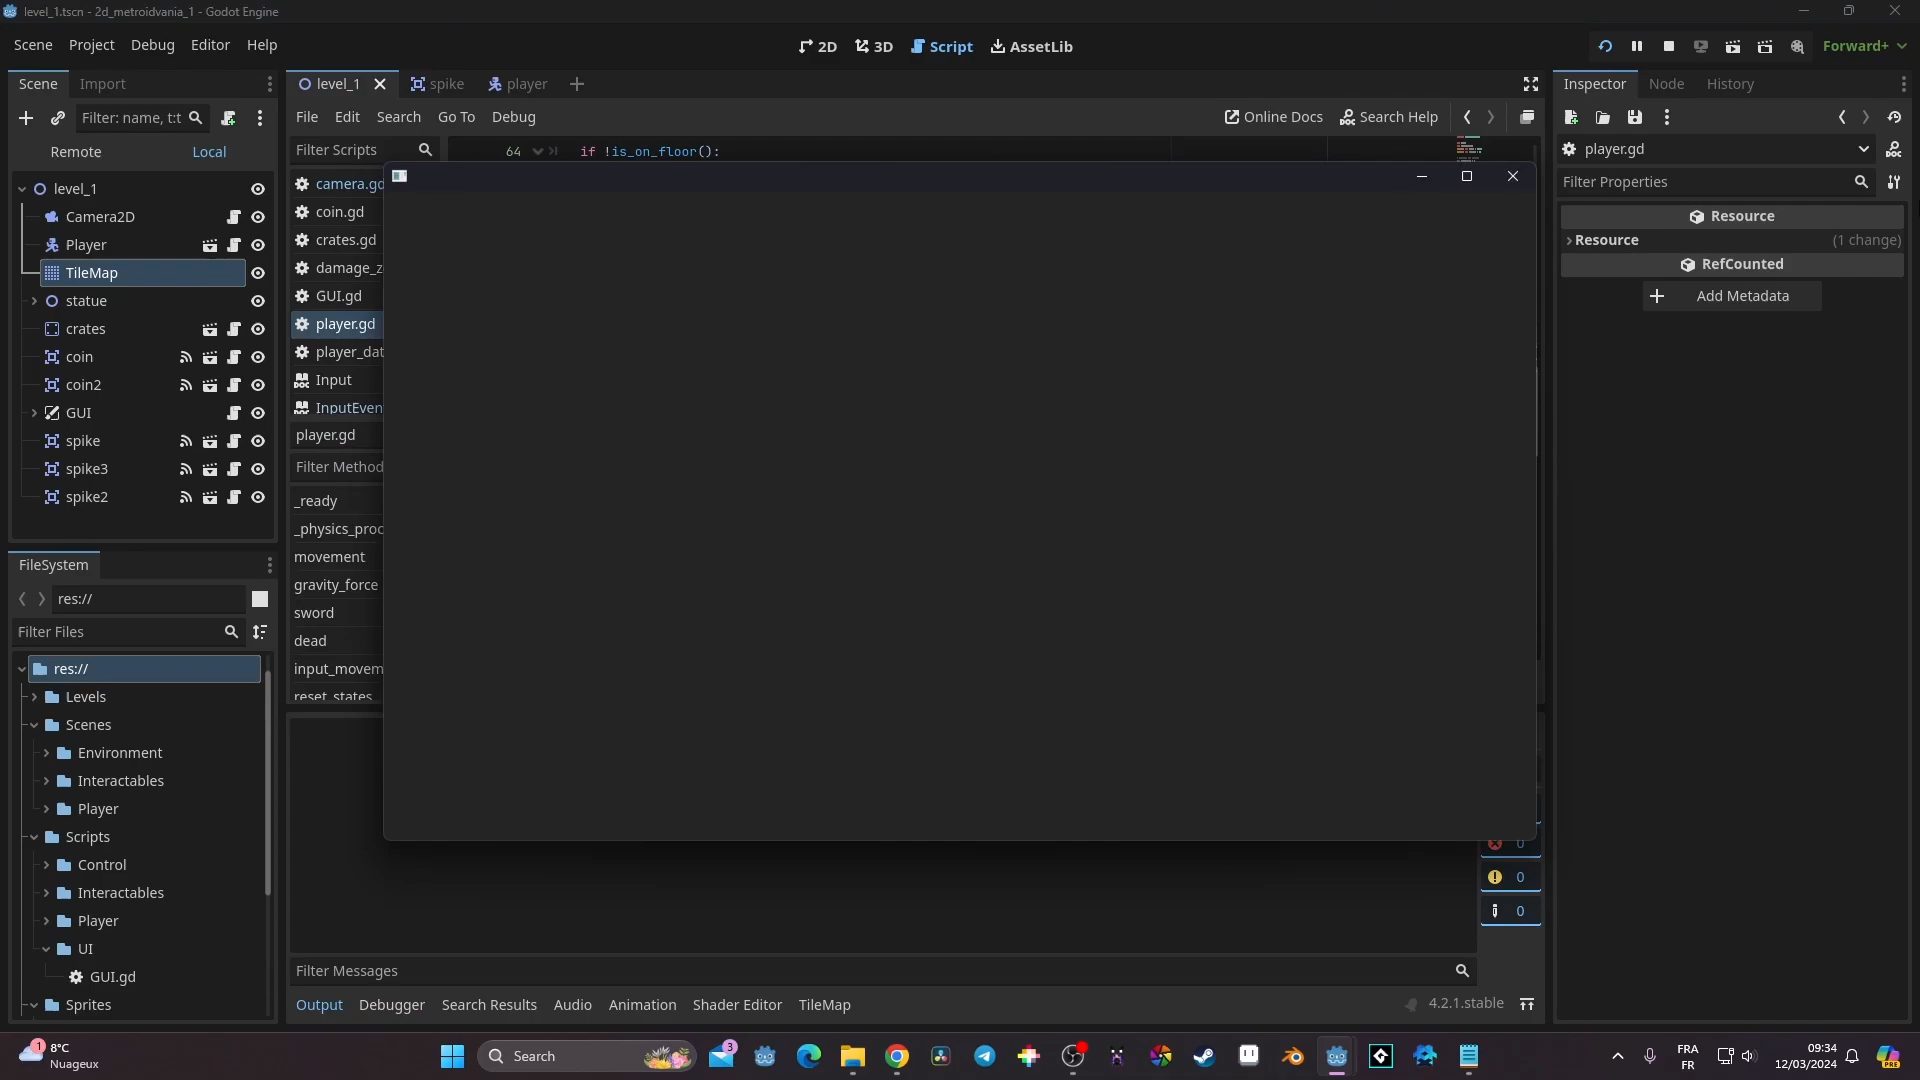 level_1.tscn - 2d_metroidvania_1 - Godot Engine
Scene Project Debug Editor Help
2D 3D Script AssetLib
Forward+
Scene Import
level_1 spike player
Inspector Node History
Filter: name, t:t
File Edit Search Go To Debug
Online Docs Search Help
Remote Local
Filter Scripts
64 if !is_on_floor():
player.gd
Filter Properties
level_1
Camera2D
Player
TileMap
statue
crates
coin
coin2
GUI
spike
spike3
spike2
camera.gd
coin.gd
crates.gd
damage_z
GUI.gd
player.gd
player_dat
Input
InputEven
player.gd
Filter Method
_ready
_physics_proc
movement
gravity_force
sword
dead
input_movem
reset_states
Resource
Resource (1 change)
RefCounted
Add Metadata
FileSystem
res://
Filter Files
res://
Levels
Scenes
Environment
Interactables
Player
Scripts
Control
Interactables
Player
UI
GUI.gd
Sprites
0
0
0
Filter Messages
Output Debugger Search Results Audio Animation Shader Editor TileMap
4.2.1.stable
1
8°C
Nuageux
Search
3
FRA
FR
09:34
12/03/2024
PRE